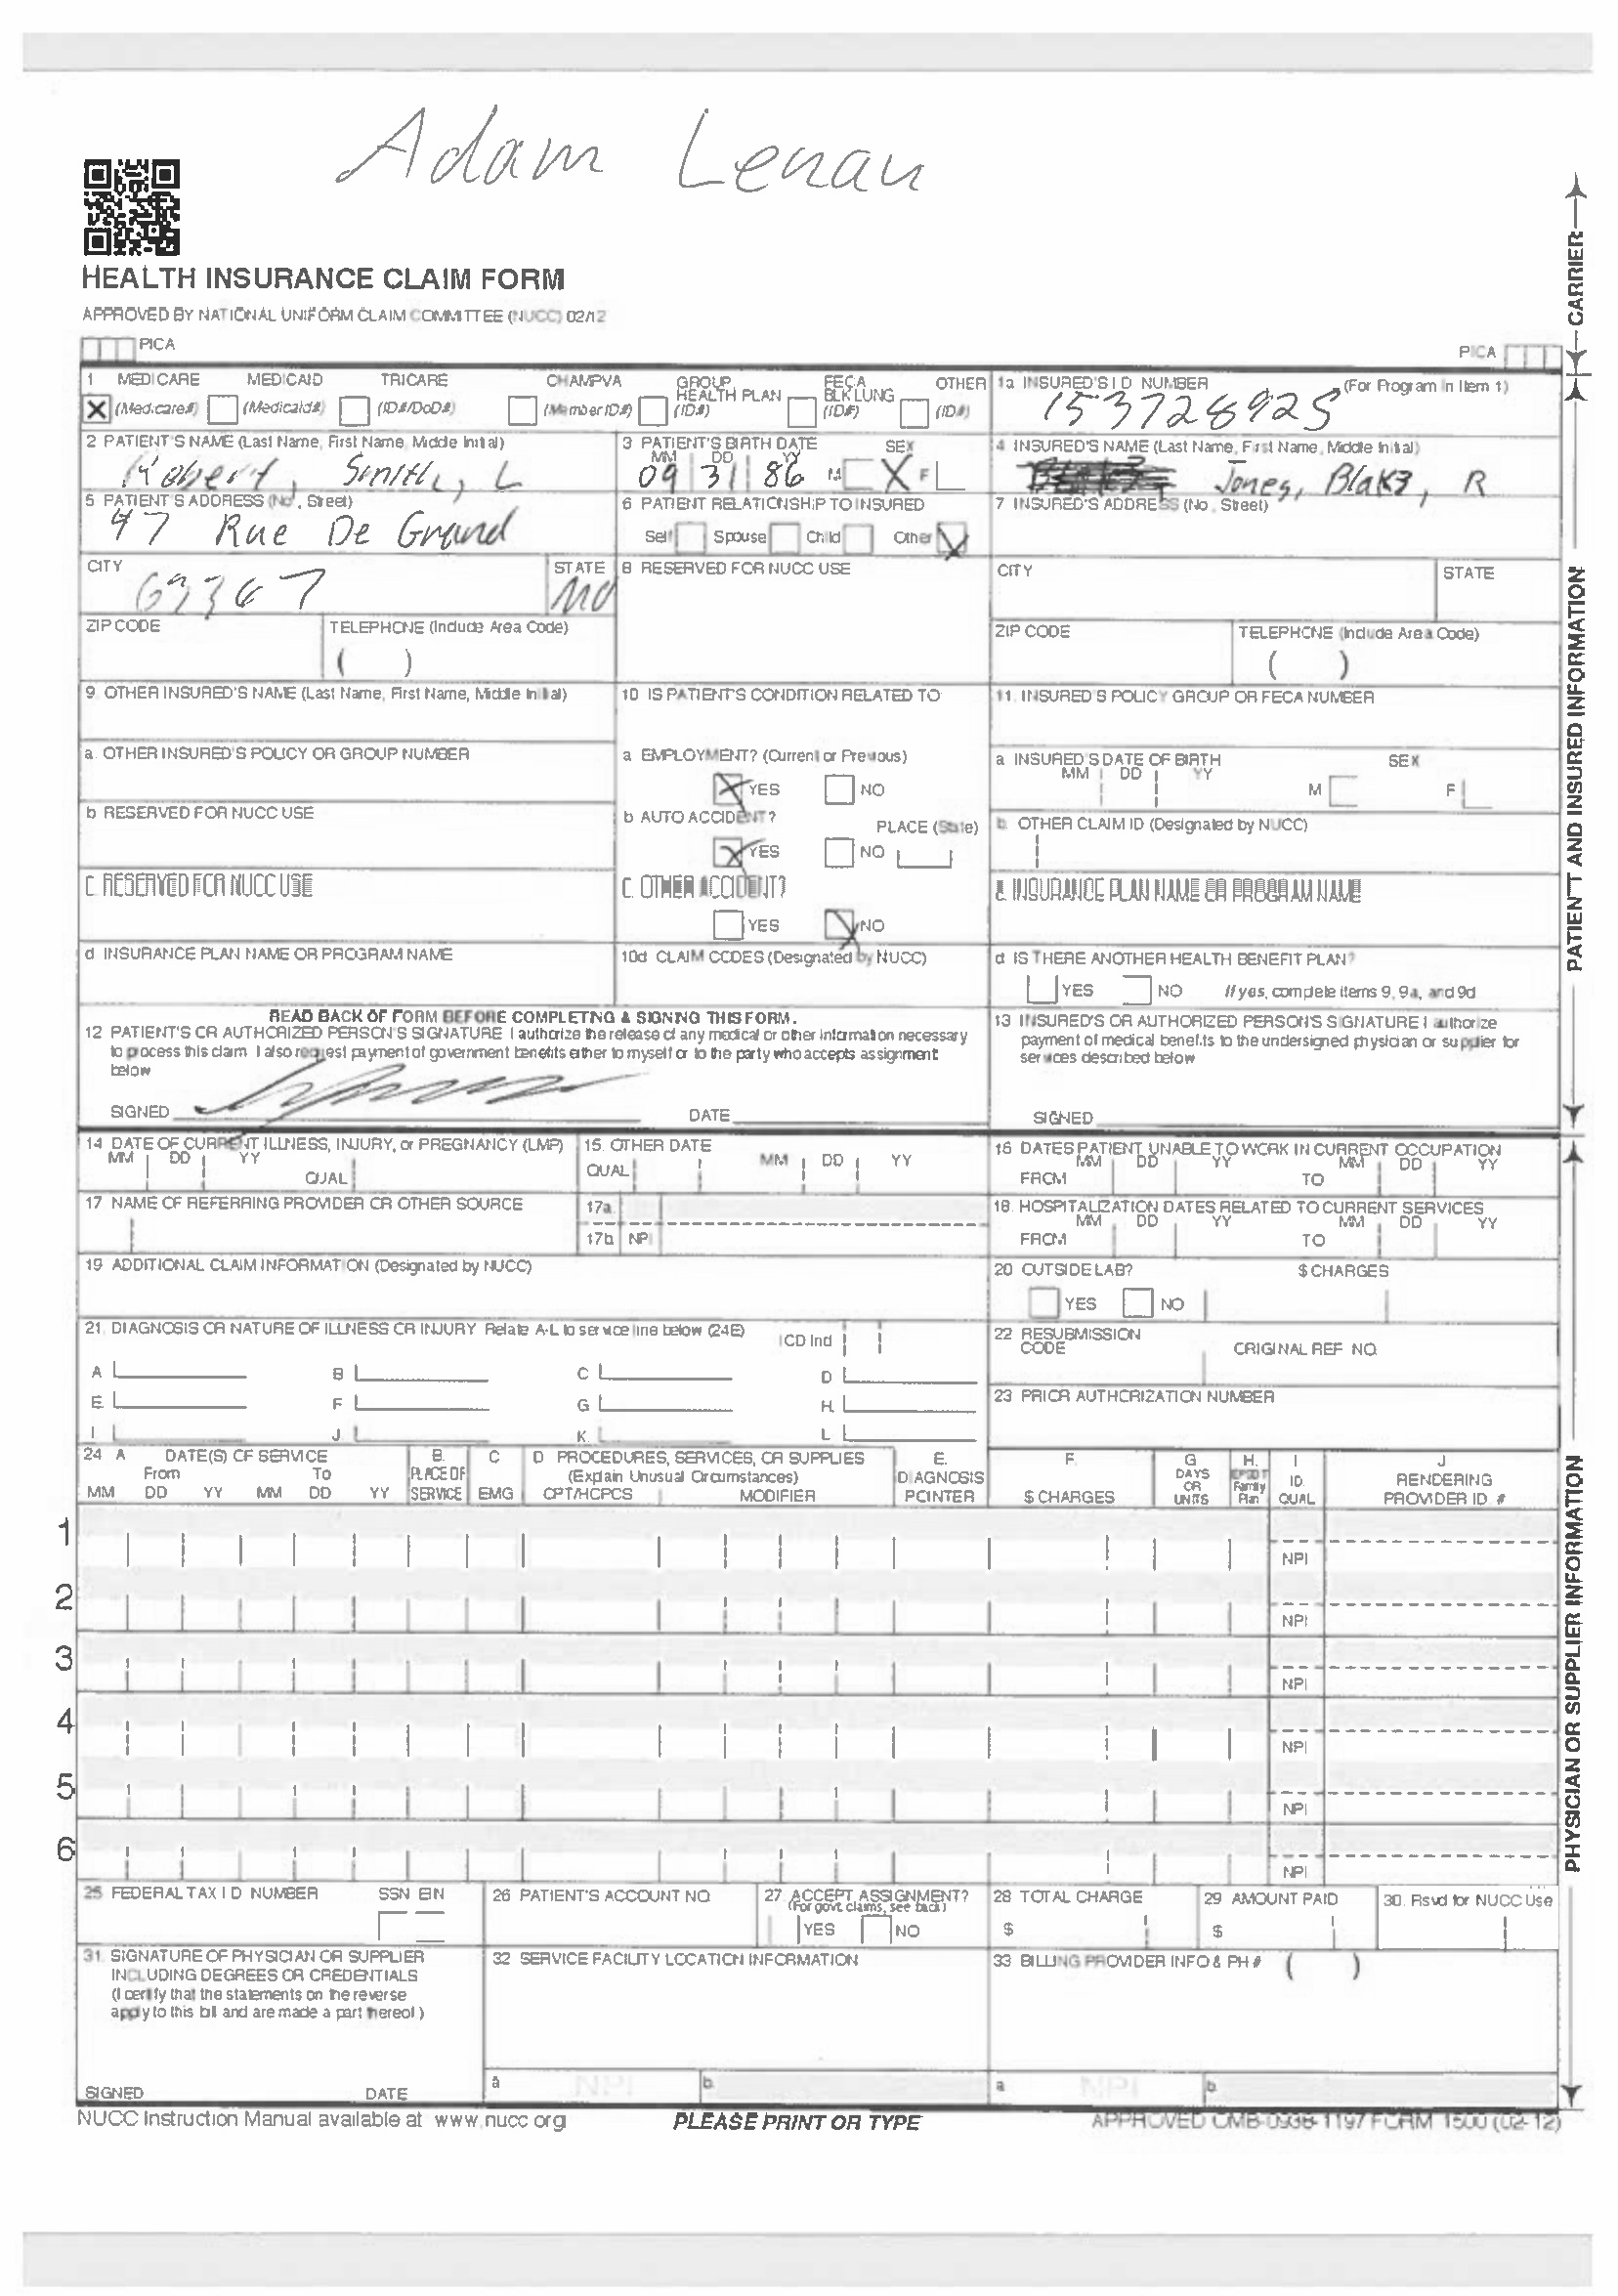 Adam Lenau
HEALTH INSURANCE CLAIM FORM
APPROVED BY NATIONAL UNIFORM CLAIM COMMITTEE (NUCC) 02/12
PICA
PICA
1 MEDICARE MEDICAID TRICARE CHAMPVA GROUP HEALTH PLAN FECA BLK LUNG OTHER
(Medicare#) (Medicaid#) (ID#/DoD#) (Member ID#) (ID#) (ID#) (ID#)
1a INSURED'S I D NUMBER (For Program in Item 1)
153728925
2 PATIENT'S NAME (Last Name, First Name, Middle Initial)
Robert, Smith, L
3 PATIENT'S BIRTH DATE SEX
MM DD YY
09 31 86 M X F
4 INSURED'S NAME (Last Name, First Name, Middle Initial)
Jones, Blak3, R
5 PATIENT'S ADDRESS (No, Street)
47 Rue De Grand
6 PATIENT RELATIONSHIP TO INSURED
Self Spouse Child Other
7 INSURED'S ADDRESS (No, Street)
CITY STATE
63367 MO
8 RESERVED FOR NUCC USE
CITY STATE
ZIP CODE TELEPHONE (Include Area Code)
( )
ZIP CODE TELEPHONE (Include Area Code)
( )
9. OTHER INSURED'S NAME (Last Name, First Name, Middle Initial)
10 IS PATIENT'S CONDITION RELATED TO
11. INSURED'S POLICY GROUP OR FECA NUMBER
a. OTHER INSURED'S POLICY OR GROUP NUMBER
a EMPLOYMENT? (Current or Previous)
YES NO
a INSURED'S DATE OF BIRTH SEX
MM DD YY M F
b RESERVED FOR NUCC USE
b AUTO ACCIDENT? PLACE (State)
YES NO
b. OTHER CLAIM ID (Designated by NUCC)
C RESERVED FOR NUCC USE
C. OTHER ACCIDENT?
YES NO
C. INSURANCE PLAN NAME OR PROGRAM NAME
d INSURANCE PLAN NAME OR PROGRAM NAME
10d CLAIM CODES (Designated by NUCC)
d IS THERE ANOTHER HEALTH BENEFIT PLAN?
YES NO If yes, complete items 9, 9a, and 9d
READ BACK OF FORM BEFORE COMPLETING & SIGNING THIS FORM.
12 PATIENT'S OR AUTHORIZED PERSON'S SIGNATURE I authorize the release of any medical or other information necessary
to process this claim I also request payment of government benefits either to myself or to the party who accepts assignment
below
SIGNED DATE
13 INSURED'S OR AUTHORIZED PERSON'S SIGNATURE I authorize
payment of medical benefits to the undersigned physician or supplier for
services described below
SIGNED
14 DATE OF CURRENT ILLNESS, INJURY, or PREGNANCY (LMP)
MM DD YY QUAL
15. OTHER DATE
QUAL MM DD YY
16 DATES PATIENT UNABLE TO WORK IN CURRENT OCCUPATION
MM DD YY MM DD YY
FROM TO
17 NAME OF REFERRING PROVIDER OR OTHER SOURCE
17a
17b NPI
18. HOSPITALIZATION DATES RELATED TO CURRENT SERVICES
MM DD YY MM DD YY
FROM TO
19 ADDITIONAL CLAIM INFORMATION (Designated by NUCC)
20 OUTSIDE LAB? $ CHARGES
YES NO
21. DIAGNOSIS OR NATURE OF ILLNESS OR INJURY Relate A-L to service line below (24E) ICD Ind
A B C D
E F G H
I J K L
22 RESUBMISSION CODE ORIGINAL REF NO
23 PRIOR AUTHORIZATION NUMBER
24 A DATE(S) OF SERVICE B. C D PROCEDURES, SERVICES, OR SUPPLIES E. F. G H. I J
From To PLACE OF (Explain Unusual Circumstances) DIAGNOSIS DAYS OR EPSDT Family ID. RENDERING
MM DD YY MM DD YY SERVICE EMG CPT/HCPCS MODIFIER POINTER $ CHARGES UNITS Plan QUAL PROVIDER ID #
1 NPI
2 NPI
3 NPI
4 NPI
5 NPI
6 NPI
25 FEDERAL TAX I D NUMBER SSN EIN
26 PATIENT'S ACCOUNT NO
27 ACCEPT ASSIGNMENT?
(For govt claims, see back)
YES NO
28 TOTAL CHARGE
$
29 AMOUNT PAID
$
30. Rsvd for NUCC Use
31. SIGNATURE OF PHYSICIAN OR SUPPLIER
INCLUDING DEGREES OR CREDENTIALS
(I certify that the statements on the reverse
apply to this bill and are made a part thereof)
SIGNED DATE
32 SERVICE FACILITY LOCATION INFORMATION
a NPI b
33 BILLING PROVIDER INFO & PH # ( )
a NPI b
NUCC Instruction Manual available at www.nucc org
PLEASE PRINT OR TYPE
APPROVED OMB-0938-1197 FORM 1500 (02-12)
CARRIER
PATIENT AND INSURED INFORMATION
PHYSICIAN OR SUPPLIER INFORMATION